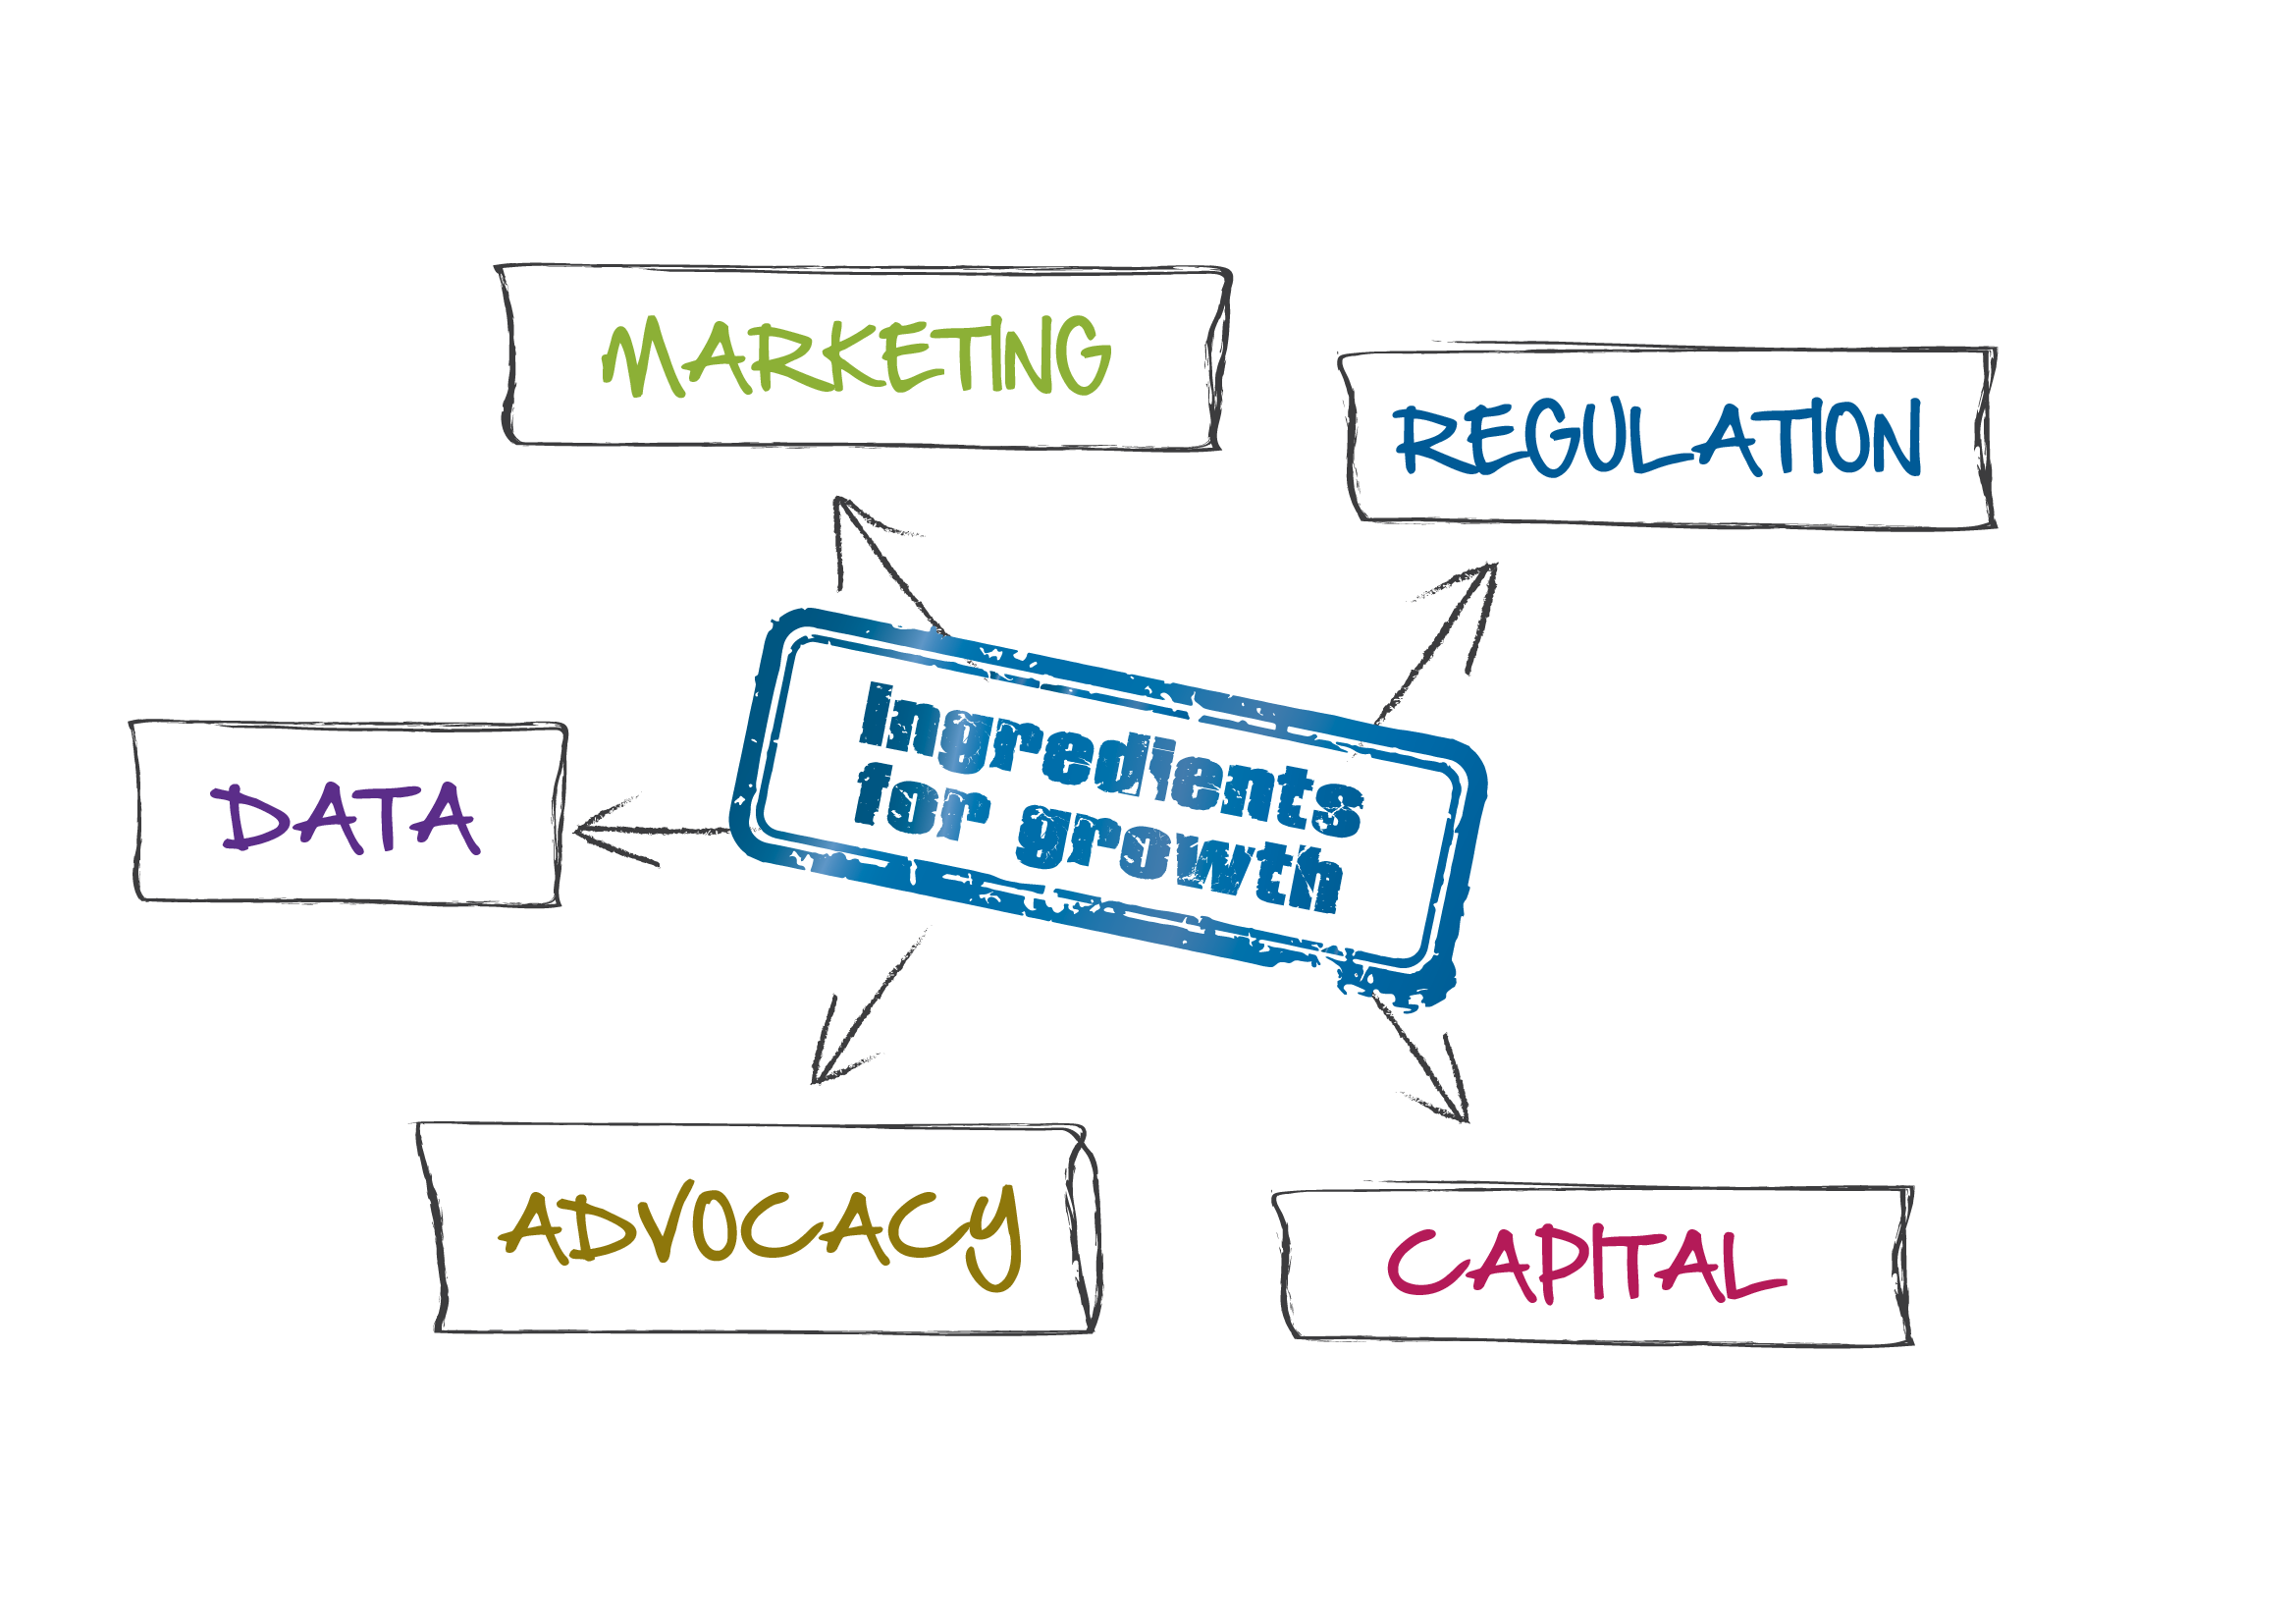 MARKETING
REGULATION
Ingredients
for growth
DATA
ADVOCACY
CAPITAL